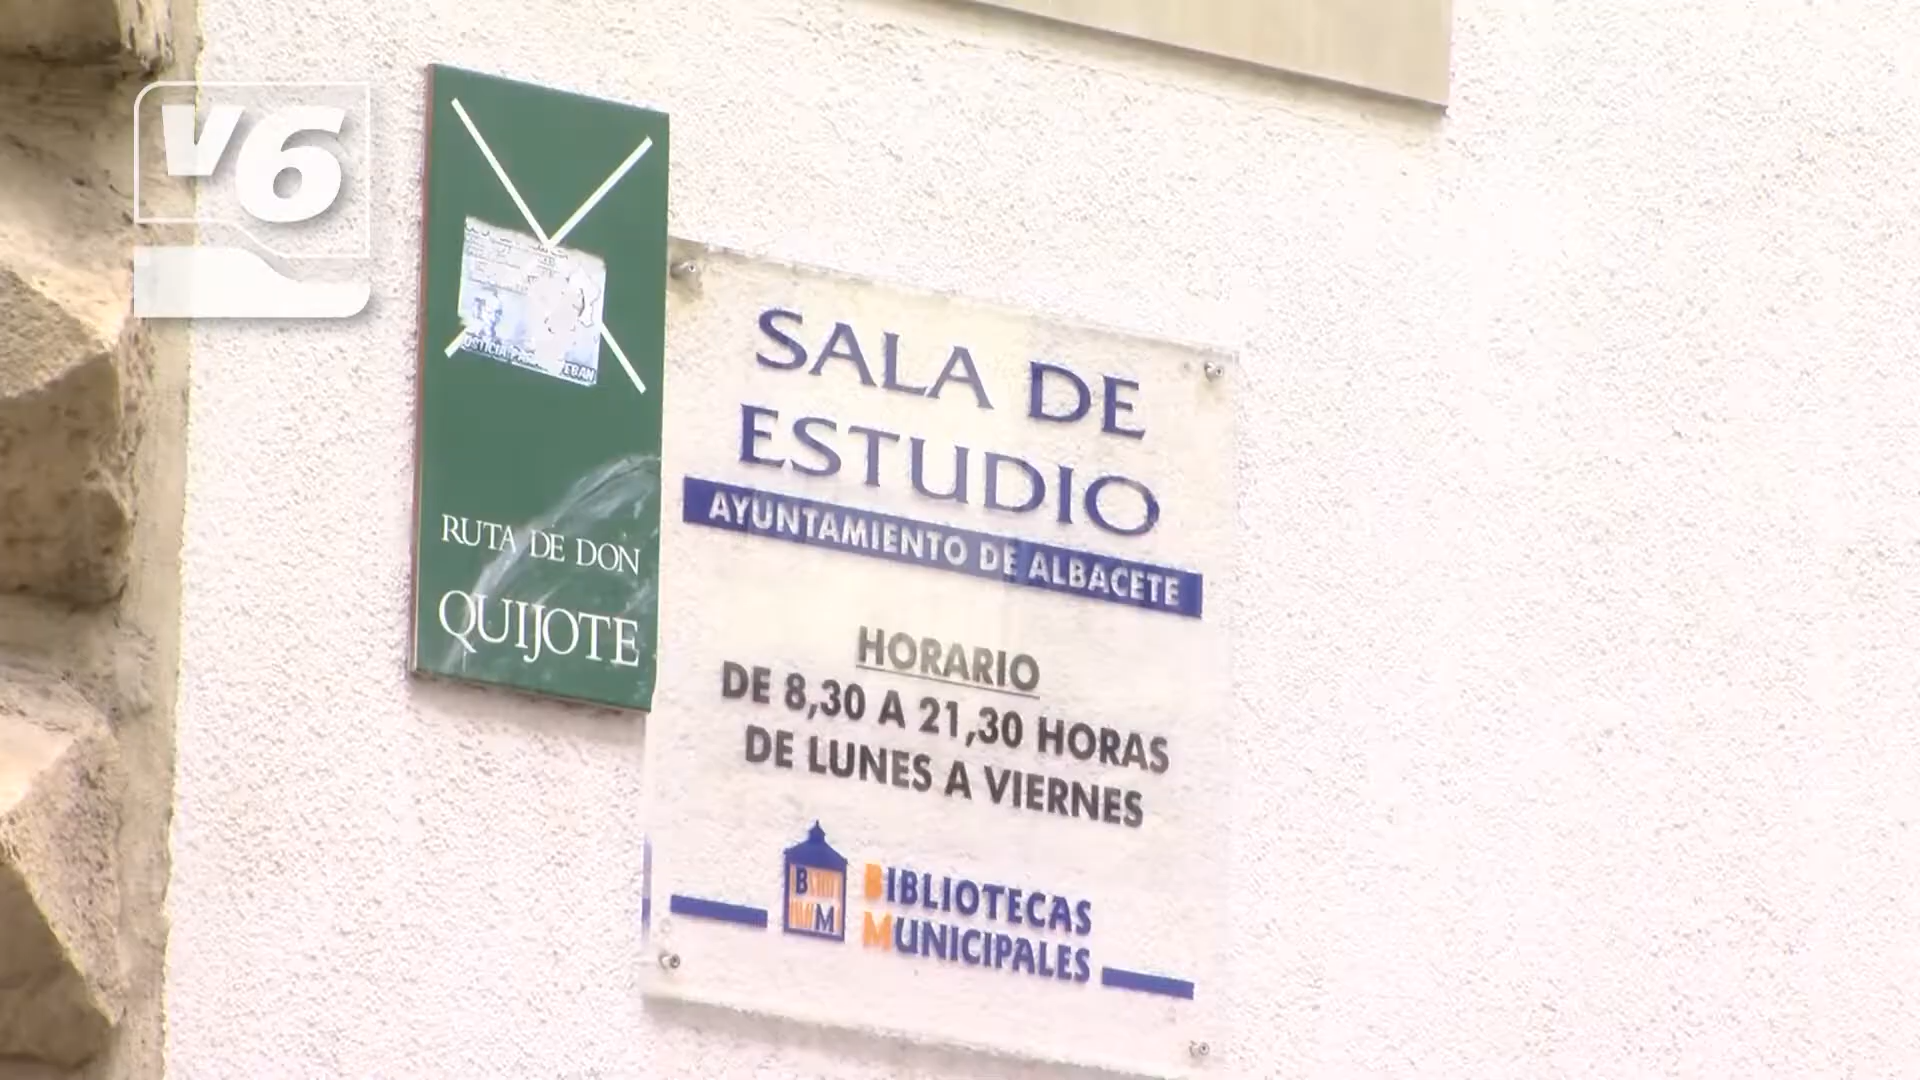 V6
RUTA DE DON
QUIJOTE
SALA DE
ESTUDIO
AYUNTAMIENTO DE ALBACETE
HORARIO
DE 8,30 A 21,30 HORAS
DE LUNES A VIERNES
B
M
BIBLIOTECAS
MUNICIPALES